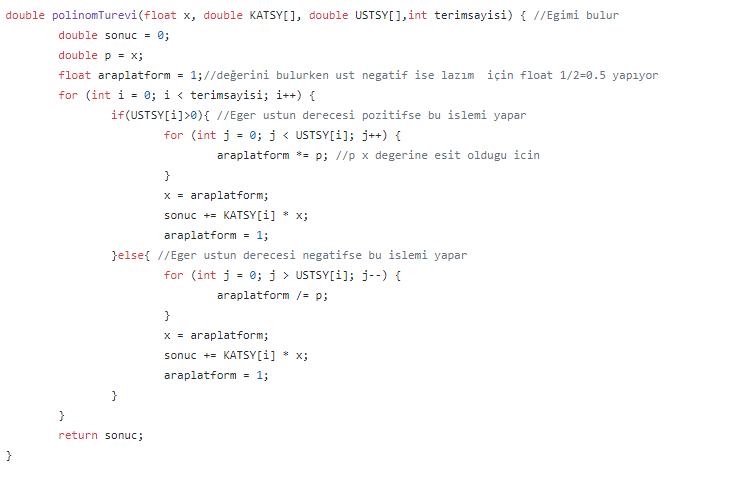 double polinomTurevi(float x, double KATSY[], double USTSY[],int terimsayisi) { //Egimi bulur
double sonuc = 0;
double p = x;
float araplatform = 1;//değerini bulurken ust negatif ise lazım  için float 1/2=0.5 yapıyor
for (int i = 0; i < terimsayisi; i++) {
if(USTSY[i]>0){ //Eger ustun derecesi pozitifse bu islemi yapar
for (int j = 0; j < USTSY[i]; j++) {
araplatform *= p; //p x degerine esit oldugu icin
}
x = araplatform;
sonuc += KATSY[i] * x;
araplatform = 1;
}else{ //Eger ustun derecesi negatifse bu islemi yapar
for (int j = 0; j > USTSY[i]; j--) {
araplatform /= p;
}
x = araplatform;
sonuc += KATSY[i] * x;
araplatform = 1;
}
}
return sonuc;
}